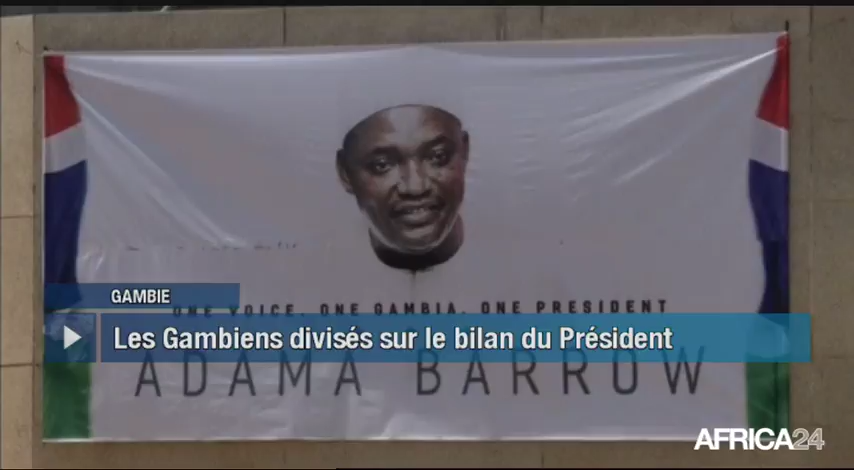 GAMBIE
ONE VOICE. ONE GAMBIA. ONE PRESIDENT
Les Gambiens divisés sur le bilan du Président
ADAMA BARROW
AFRICA24